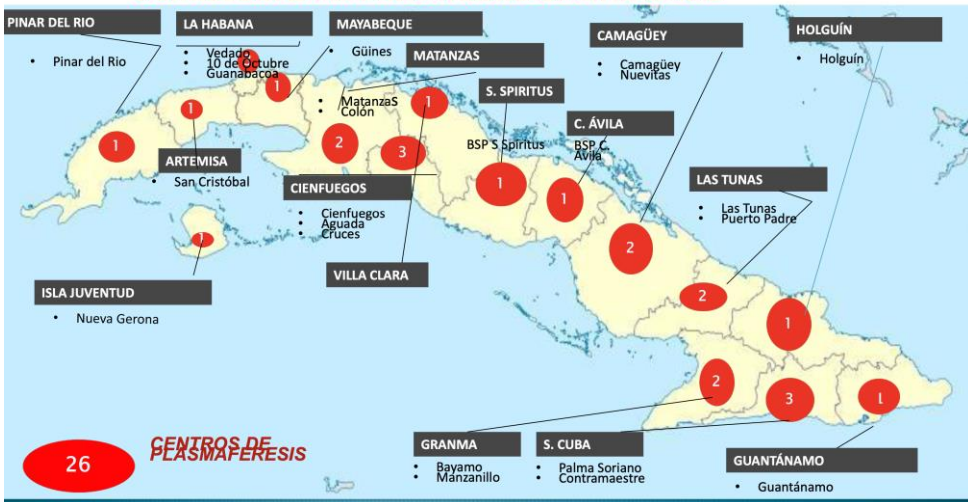 PINAR DEL RIO
• Pinar del Rio
LA HABANA
• Vedado
• 10 de Octubre
• Guanabacoa
MAYABEQUE
• Güines
MATANZAS
• Matanzas
• Colón
S. SPIRITUS
BSP S Spiritus
C. ÁVILA
BSP C.
Avila
CAMAGÜEY
• Camagüey
• Nuevitas
HOLGUÍN
• Holguín
ARTEMISA
• San Cristóbal
CIENFUEGOS
• Cienfuegos
• Aguada
• Cruces
VILLA CLARA
LAS TUNAS
• Las Tunas
• Puerto Padre
ISLA JUVENTUD
• Nueva Gerona
GRANMA
• Bayamo
• Manzanillo
S. CUBA
• Palma Soriano
• Contramaestre
GUANTÁNAMO
• Guantánamo
1
1
1
2
3
1
1
1
1
2
2
1
2
3
26
CENTROS DE
PLASMAFERESIS